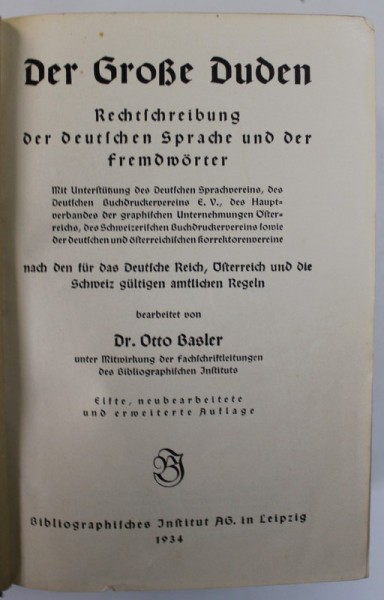 Der Große Duden
Rechtschreibung
der deutschen Sprache und der
Fremdwörter
Mit Unterstützung des Deutschen Sprachvereins, des
Deutschen Buchdruckervereins E. V., des Haupt-
verbandes der graphischen Unternehmungen Öster-
reichs, des Schweizerischen Buchdruckervereins sowie
der deutschen und österreichischen Korrektorenvereine
nach den für das Deutsche Reich, Österreich und die
Schweiz gültigen amtlichen Regeln
bearbeitet von
Dr. Otto Basler
unter Mitwirkung der Fachschriftleitungen
des Bibliographischen Instituts
Elfte, neubearbeitete
und erweiterte Auflage
BI
Bibliographisches Institut AG. in Leipzig
1934